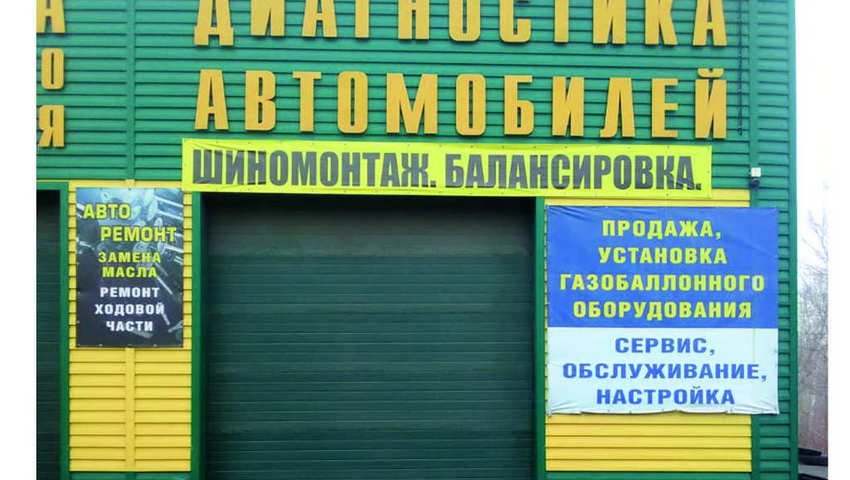 ДИАГНОСТИКА
АВТОМОБИЛЕЙ
ШИНОМОНТАЖ. БАЛАНСИРОВКА.
АВТО
РЕМОНТ
ЗАМЕНА
МАСЛА
РЕМОНТ
ХОДОВОЙ
ЧАСТИ
ПРОДАЖА,
УСТАНОВКА
ГАЗОБАЛЛОННОГО
ОБОРУДОВАНИЯ
СЕРВИС,
ОБСЛУЖИВАНИЕ,
НАСТРОЙКА